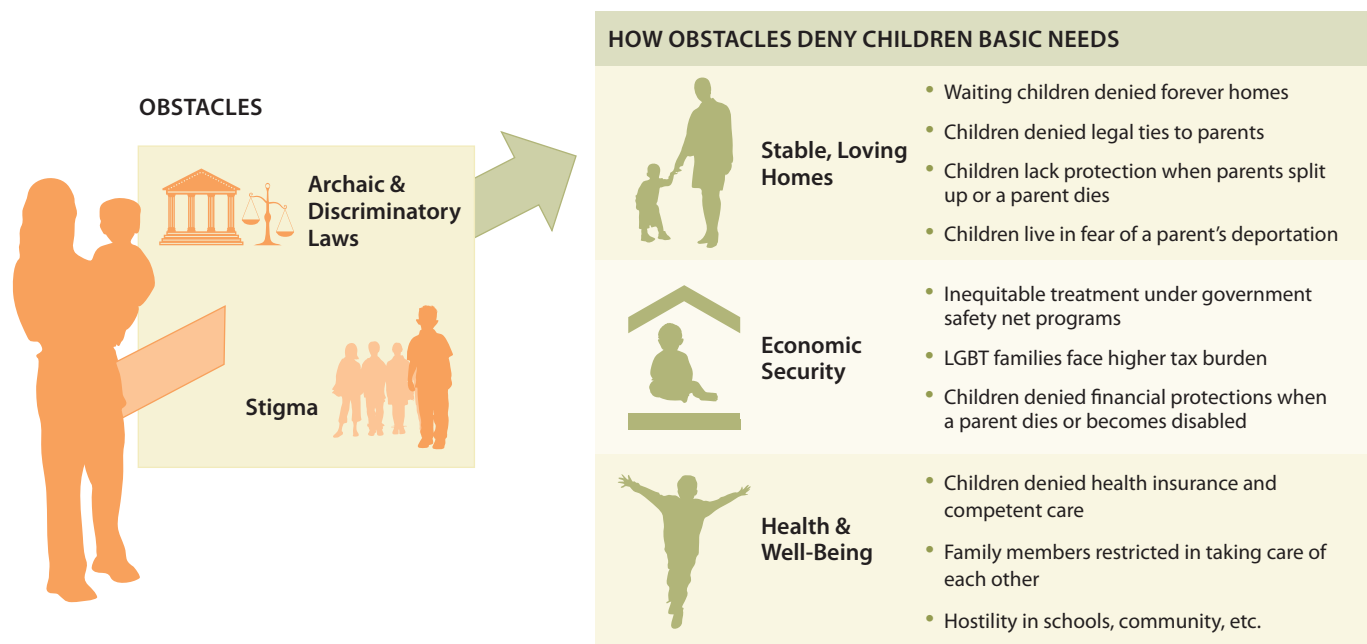 OBSTACLES
Archaic &
Discriminatory
Laws
Stigma
HOW OBSTACLES DENY CHILDREN BASIC NEEDS
Stable, Loving
Homes
• Waiting children denied forever homes
• Children denied legal ties to parents
• Children lack protection when parents split
up or a parent dies
• Children live in fear of a parent’s deportation
Economic
Security
• Inequitable treatment under government
safety net programs
• LGBT families face higher tax burden
• Children denied financial protections when
a parent dies or becomes disabled
Health &
Well-Being
• Children denied health insurance and
competent care
• Family members restricted in taking care of
each other
• Hostility in schools, community, etc.